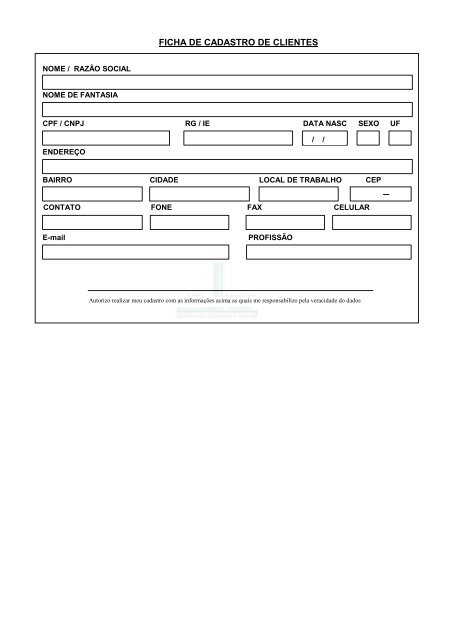 FICHA DE CADASTRO DE CLIENTES
NOME / RAZÃO SOCIAL
NOME DE FANTASIA
CPF / CNPJ RG / IE DATA NASC SEXO UF
/ /
ENDEREÇO
BAIRRO CIDADE LOCAL DE TRABALHO CEP
—
CONTATO FONE FAX CELULAR
E-mail PROFISSÃO
Autorizo realizar meu cadastro com as informações acima as quais me responsabilizo pela veracidade do dados